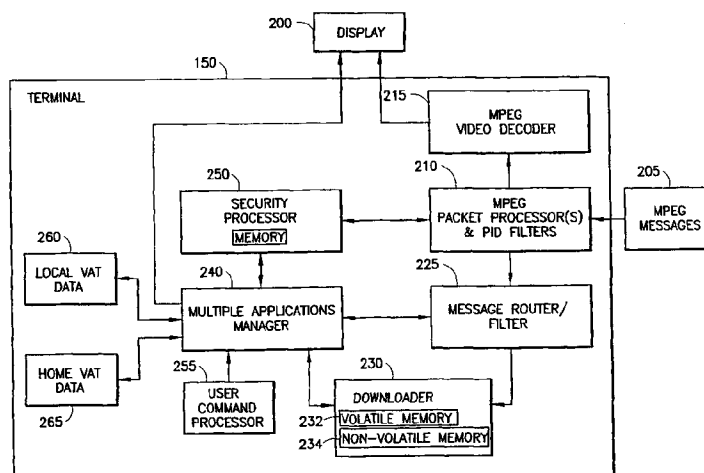 200
DISPLAY
150
TERMINAL
215
MPEG
VIDEO DECODER
250
SECURITY
PROCESSOR
MEMORY
210
MPEG
PACKET PROCESSOR(S)
& PID FILTERS
205
MPEG
MESSAGES
260
LOCAL VAT
DATA
240
MULTIPLE APPLICATIONS
MANAGER
225
MESSAGE ROUTER/
FILTER
HOME VAT
DATA
265
255
USER
COMMAND
PROCESSOR
230
DOWNLOADER
232
VOLATILE MEMORY
234
NON-VOLATILE MEMORY